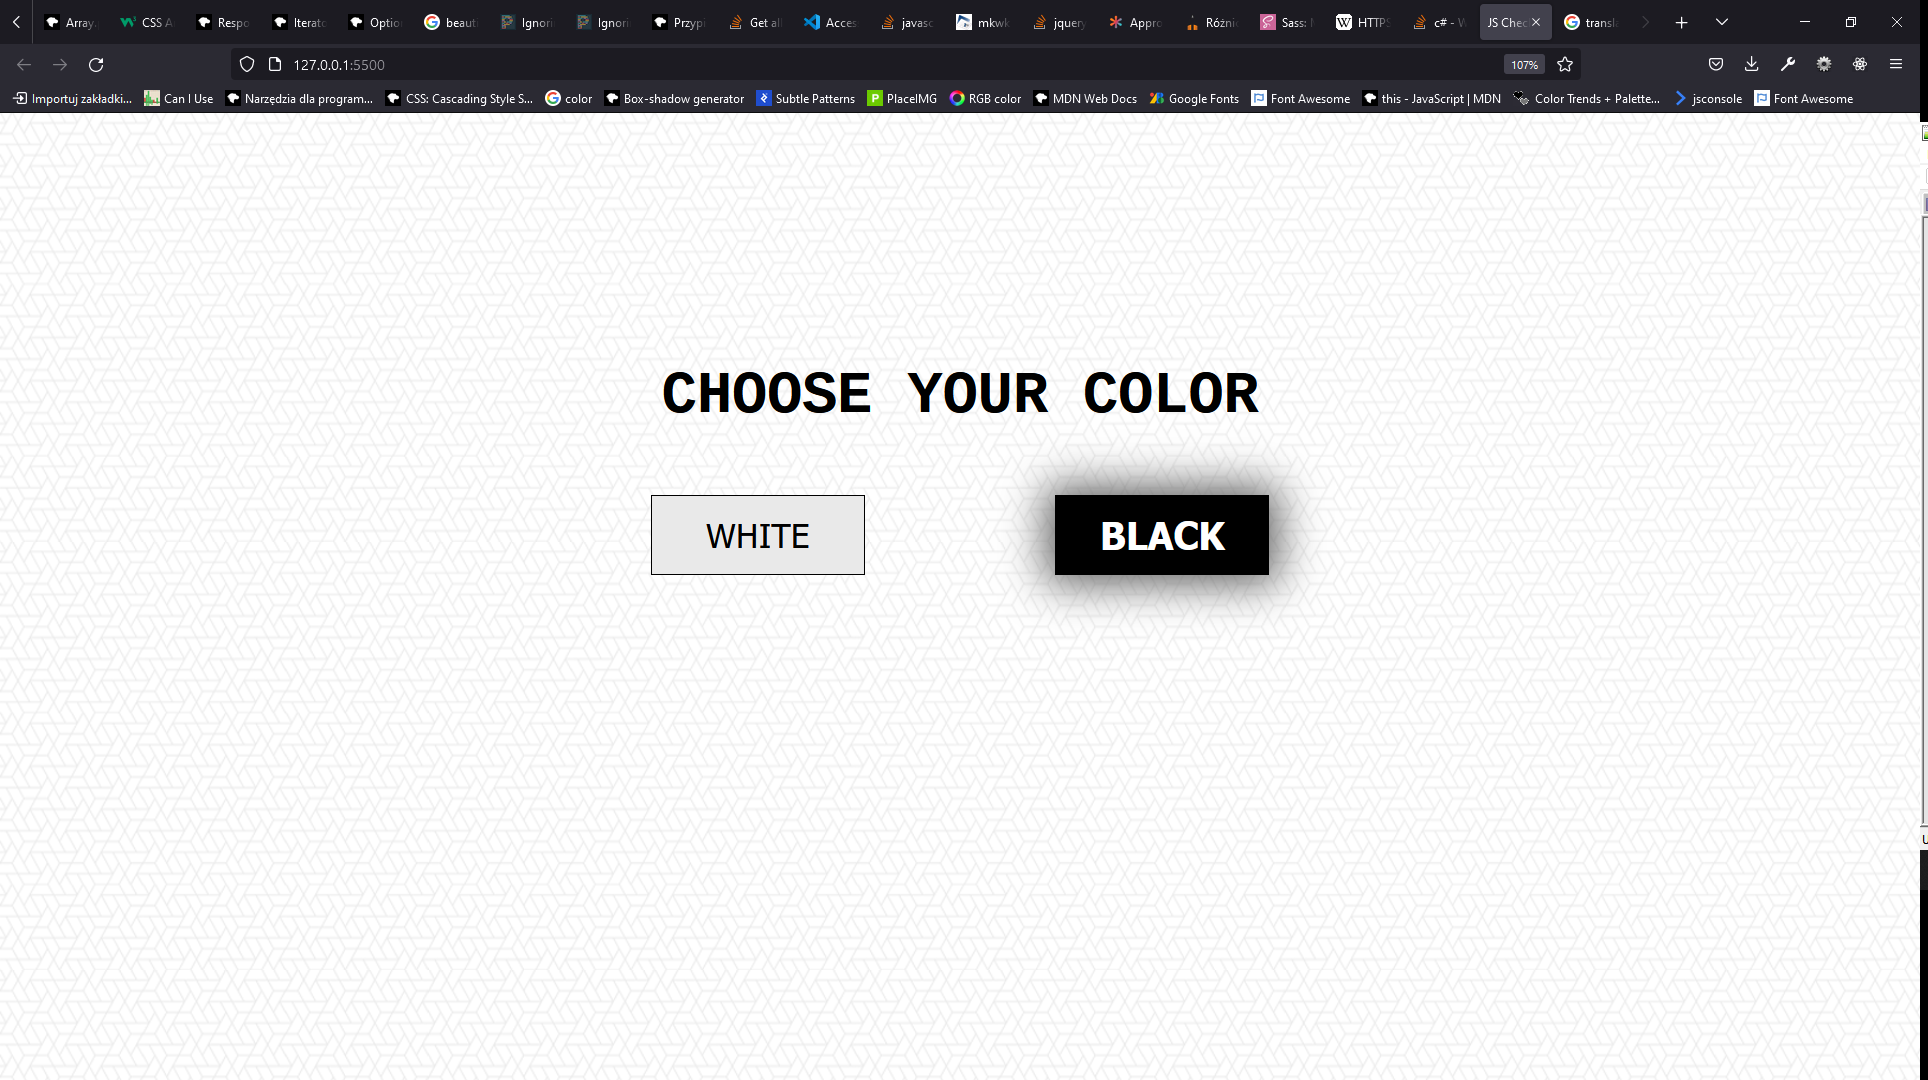 Array CSS A Respo Iterato Option beauti Ignori Ignori Przypi Get all Acces javasc mkwk jquery Appro Różnic Sass: HTTPS c# - W JS Chec transla
127.0.0.1:5500 107%
Importuj zakładki... Can I Use Narzędzia dla program... CSS: Cascading Style S... color Box-shadow generator Subtle Patterns PlaceIMG RGB color MDN Web Docs Google Fonts Font Awesome this - JavaScript | MDN Color Trends + Palette... jsconsole Font Awesome
CHOOSE YOUR COLOR
WHITE BLACK